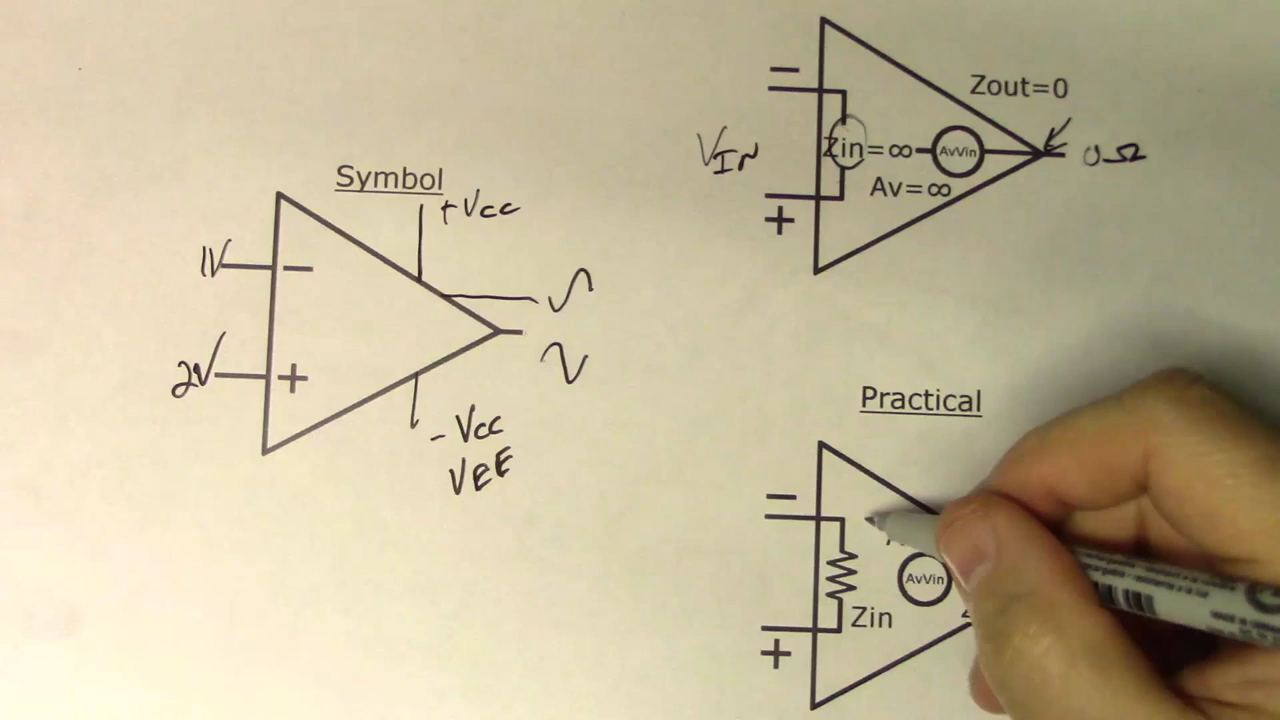 Symbol
+Vcc
1V
−
2V
+
-Vcc
VEE
−
Zout=0
VIN
Zin=∞
AvVin
0Ω
Av=∞
+
Practical
−
AvVin
Zin
+